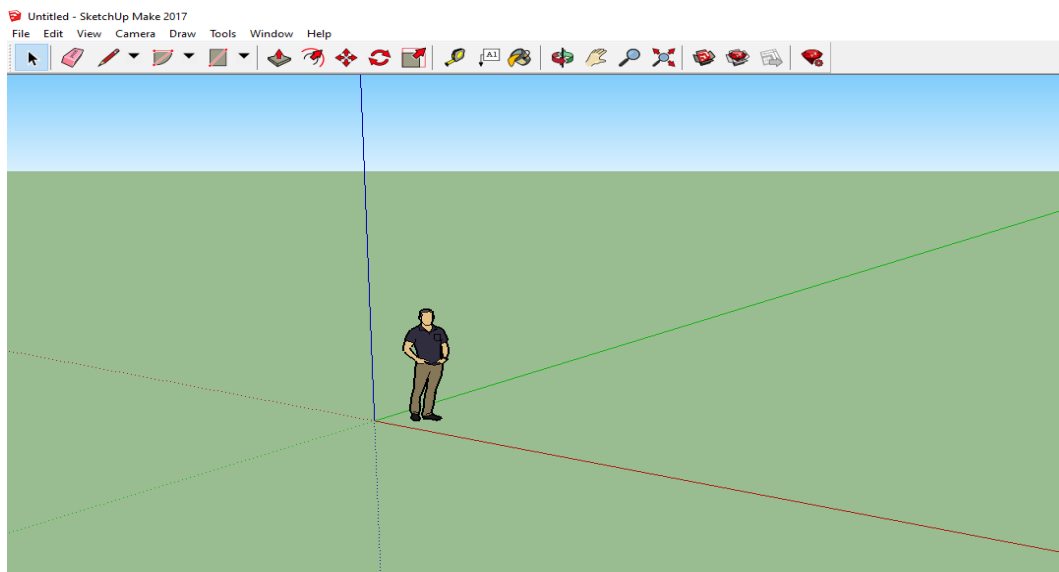 Untitled - SketchUp Make 2017
File Edit View Camera Draw Tools Window Help
A1